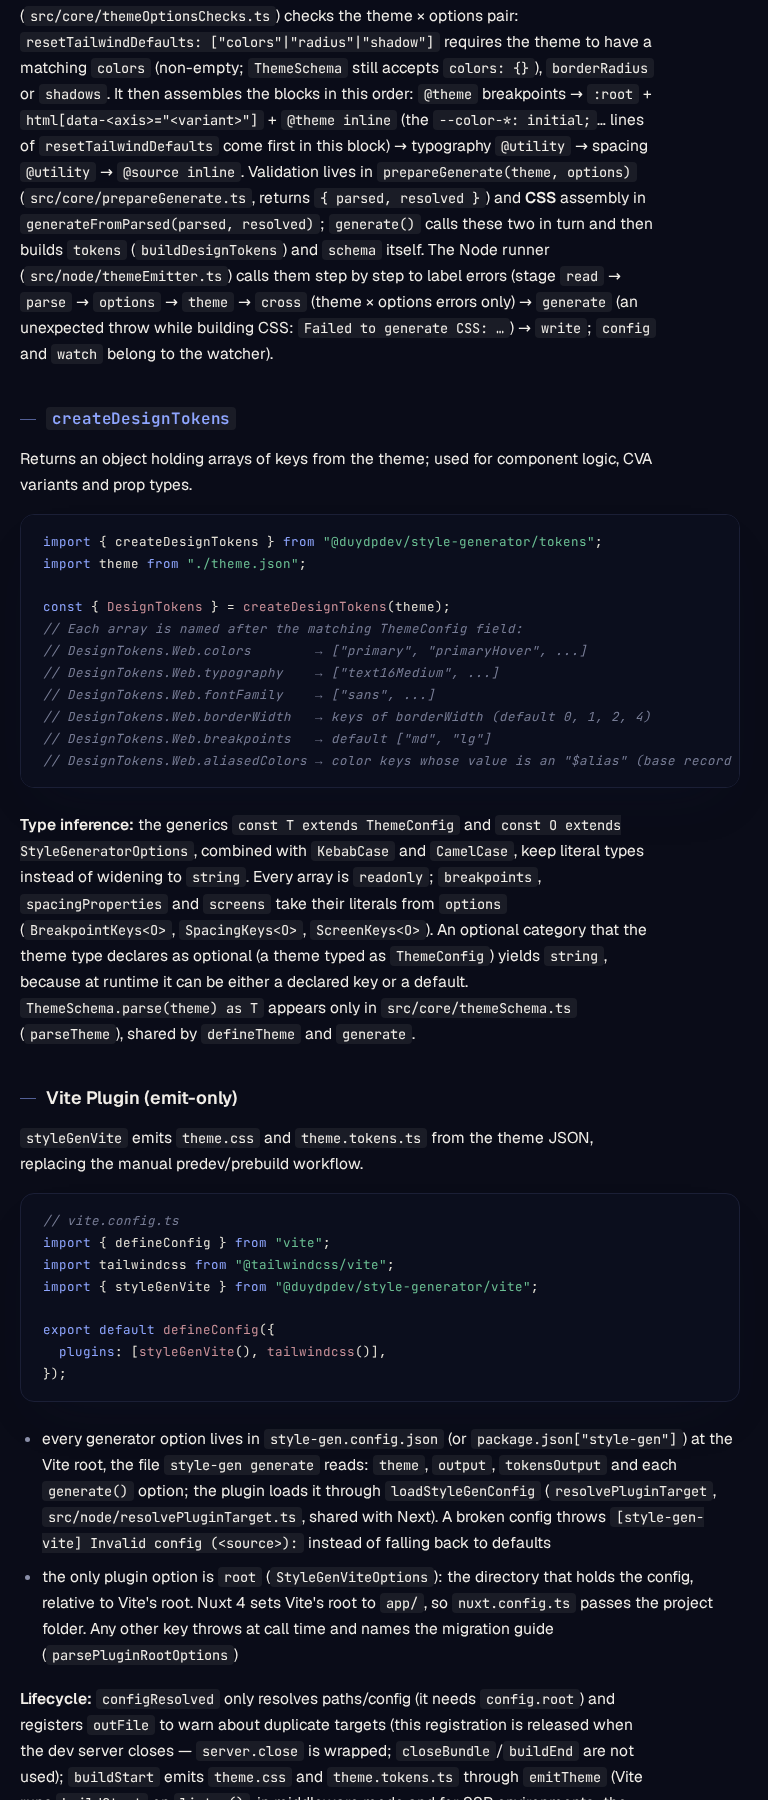 (src/core/themeOptionsChecks.ts) checks the theme × options pair:
resetTailwindDefaults: ["colors"|"radius"|"shadow"] requires the theme to have a
matching colors (non-empty; ThemeSchema still accepts colors: {}), borderRadius
or shadows. It then assembles the blocks in this order: @theme breakpoints → :root +
html[data-<axis>="<variant>"] + @theme inline (the --color-*: initial;… lines
of resetTailwindDefaults come first in this block) → typography @utility → spacing
@utility → @source inline. Validation lives in prepareGenerate(theme, options)
(src/core/prepareGenerate.ts, returns { parsed, resolved }) and CSS assembly in
generateFromParsed(parsed, resolved); generate() calls these two in turn and then
builds tokens (buildDesignTokens) and schema itself. The Node runner
(src/node/themeEmitter.ts) calls them step by step to label errors (stage read →
parse → options → theme → cross (theme × options errors only) → generate (an
unexpected throw while building CSS: Failed to generate CSS: …) → write; config
and watch belong to the watcher).
— createDesignTokens
Returns an object holding arrays of keys from the theme; used for component logic, CVA
variants and prop types.
import { createDesignTokens } from "@duydpdev/style-generator/tokens";
import theme from "./theme.json";
const { DesignTokens } = createDesignTokens(theme);
// Each array is named after the matching ThemeConfig field:
// DesignTokens.Web.colors        → ["primary", "primaryHover", ...]
// DesignTokens.Web.typography    → ["text16Medium", ...]
// DesignTokens.Web.fontFamily    → ["sans", ...]
// DesignTokens.Web.borderWidth   → keys of borderWidth (default 0, 1, 2, 4)
// DesignTokens.Web.breakpoints   → default ["md", "lg"]
// DesignTokens.Web.aliasedColors → color keys whose value is an "$alias" (base record
Type inference: the generics const T extends ThemeConfig and const O extends
StyleGeneratorOptions, combined with KebabCase and CamelCase, keep literal types
instead of widening to string. Every array is readonly; breakpoints,
spacingProperties and screens take their literals from options
(BreakpointKeys<O>, SpacingKeys<O>, ScreenKeys<O>). An optional category that the
theme type declares as optional (a theme typed as ThemeConfig) yields string,
because at runtime it can be either a declared key or a default.
ThemeSchema.parse(theme) as T appears only in src/core/themeSchema.ts
(parseTheme), shared by defineTheme and generate.
— Vite Plugin (emit-only)
styleGenVite emits theme.css and theme.tokens.ts from the theme JSON,
replacing the manual predev/prebuild workflow.
// vite.config.ts
import { defineConfig } from "vite";
import tailwindcss from "@tailwindcss/vite";
import { styleGenVite } from "@duydpdev/style-generator/vite";
export default defineConfig({
  plugins: [styleGenVite(), tailwindcss()],
});
• every generator option lives in style-gen.config.json (or package.json["style-gen"]) at the
Vite root, the file style-gen generate reads: theme, output, tokensOutput and each
generate() option; the plugin loads it through loadStyleGenConfig (resolvePluginTarget,
src/node/resolvePluginTarget.ts, shared with Next). A broken config throws [style-gen-
vite] Invalid config (<source>): instead of falling back to defaults
• the only plugin option is root (StyleGenViteOptions): the directory that holds the config,
relative to Vite's root. Nuxt 4 sets Vite's root to app/, so nuxt.config.ts passes the project
folder. Any other key throws at call time and names the migration guide
(parsePluginRootOptions)
Lifecycle: configResolved only resolves paths/config (it needs config.root) and
registers outFile to warn about duplicate targets (this registration is released when
the dev server closes — server.close is wrapped; closeBundle/buildEnd are not
used); buildStart emits theme.css and theme.tokens.ts through emitTheme (Vite